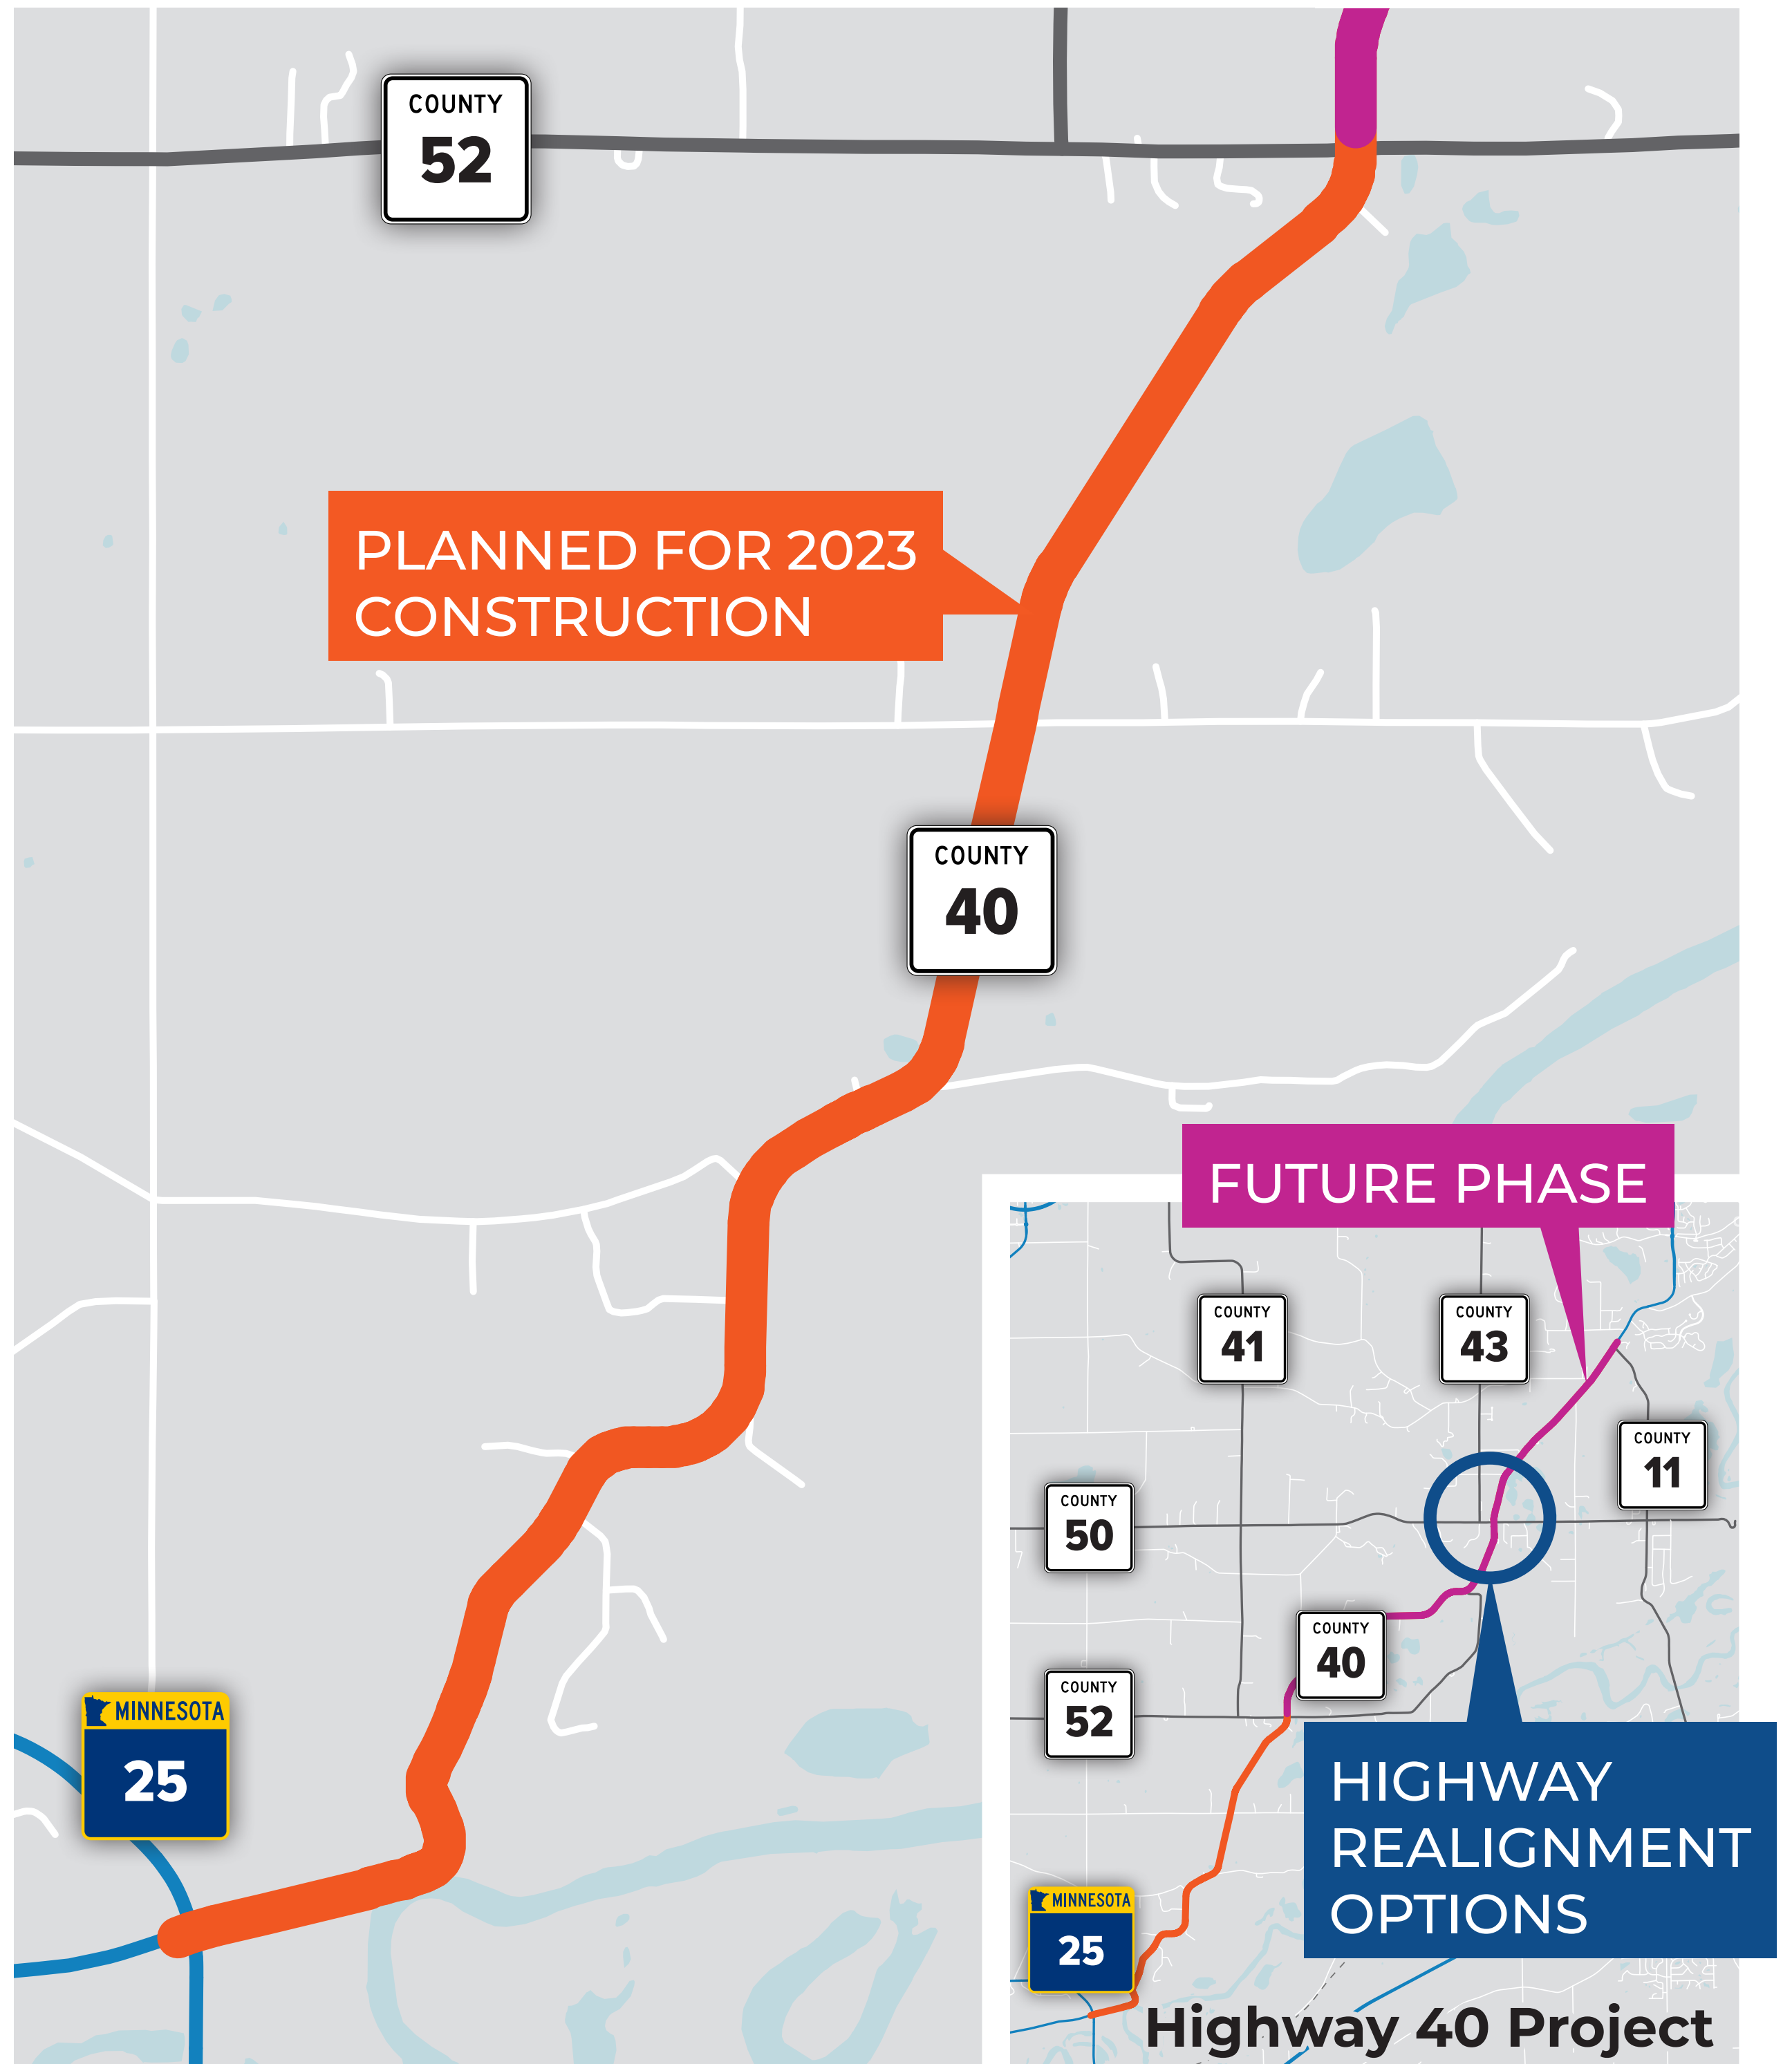 COUNTY
52
PLANNED FOR 2023
CONSTRUCTION
COUNTY
40
FUTURE PHASE
COUNTY
41
COUNTY
43
COUNTY
11
COUNTY
50
COUNTY
40
COUNTY
52
MINNESOTA
25
HIGHWAY
REALIGNMENT
OPTIONS
MINNESOTA
25
Highway 40 Project